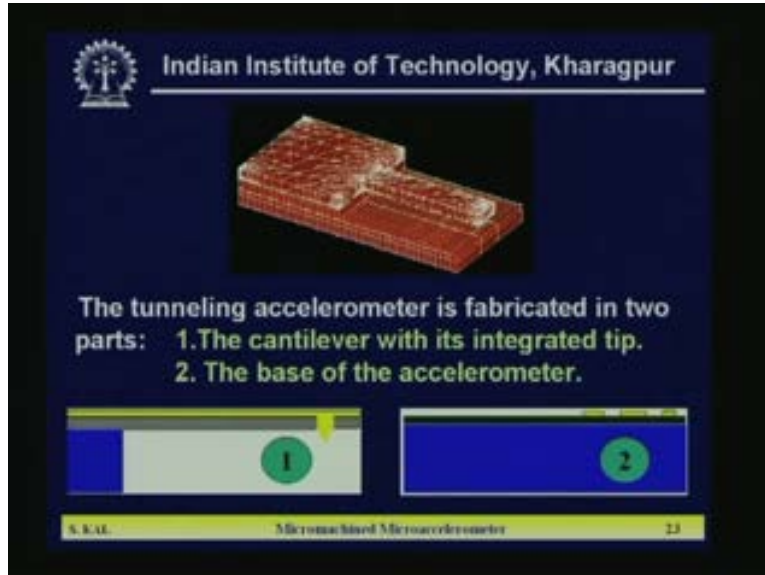 Indian Institute of Technology, Kharagpur
The tunneling accelerometer is fabricated in two
parts: 1.The cantilever with its integrated tip.
2. The base of the accelerometer.
1
2
S. KAL Micromachined Microaccelerometer 23